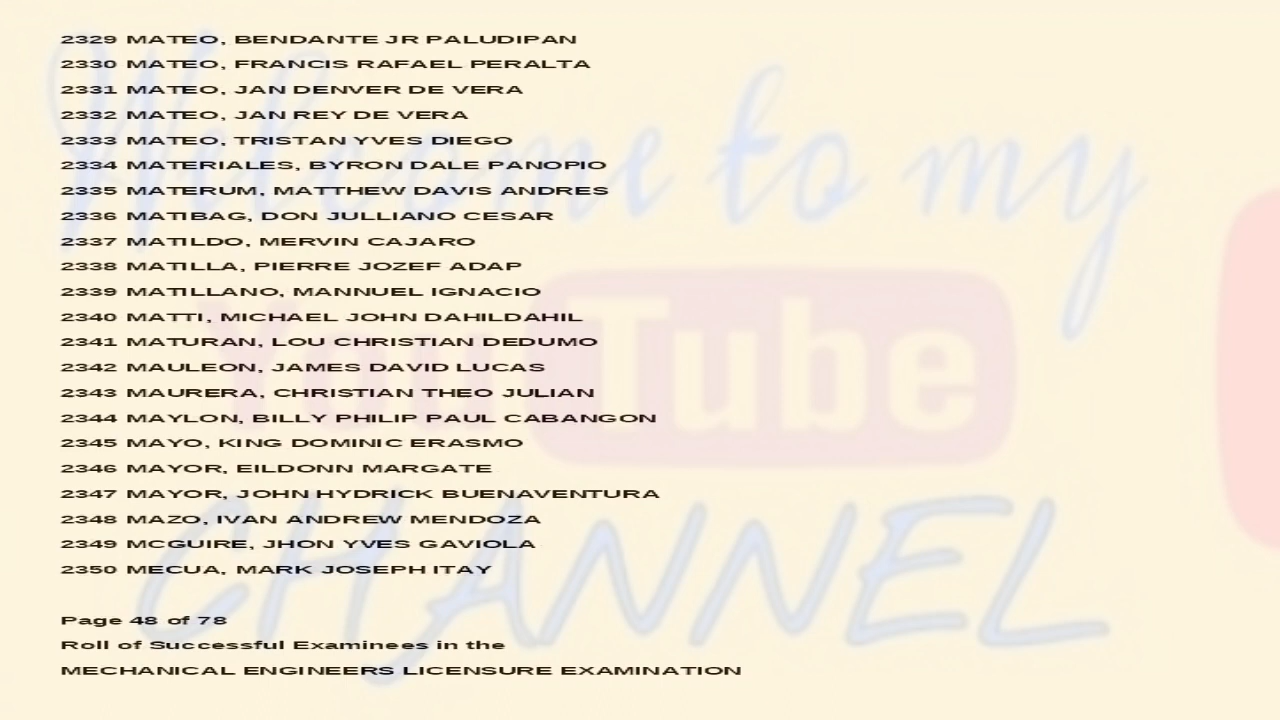 2329 MATEO, BENDANTE JR PALUDIPAN
2330 MATEO, FRANCIS RAFAEL PERALTA
2331 MATEO, JAN DENVER DE VERA
2332 MATEO, JAN REY DE VERA
2333 MATEO, TRISTAN YVES DIEGO
2334 MATERIALES, BYRON DALE PANOPIO
2335 MATERUM, MATTHEW DAVIS ANDRES
2336 MATIBAG, DON JULLIANO CESAR
2337 MATILDO, MERVIN CAJARO
2338 MATILLA, PIERRE JOZEF ADAP
2339 MATILLANO, MANNUEL IGNACIO
2340 MATTI, MICHAEL JOHN DAHILDAHIL
2341 MATURAN, LOU CHRISTIAN DEDUMO
2342 MAULEON, JAMES DAVID LUCAS
2343 MAURERA, CHRISTIAN THEO JULIAN
2344 MAYLON, BILLY PHILIP PAUL CABANGON
2345 MAYO, KING DOMINIC ERASMO
2346 MAYOR, EILDONN MARGATE
2347 MAYOR, JOHN HYDRICK BUENAVENTURA
2348 MAZO, IVAN ANDREW MENDOZA
2349 MCGUIRE, JHON YVES GAVIOLA
2350 MECUA, MARK JOSEPH ITAY
Page 48 of 78
Roll of Successful Examinees in the
MECHANICAL ENGINEERS LICENSURE EXAMINATION
Welcome to my
YouTube
CHANNEL